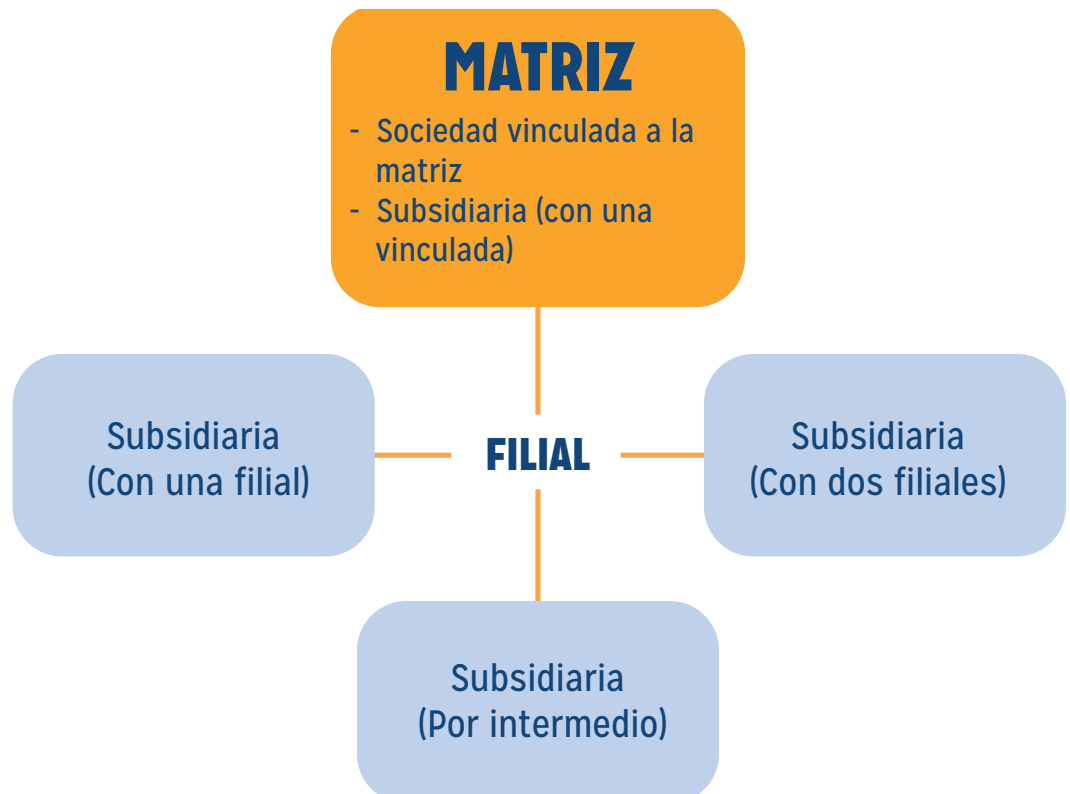 MATRIZ
- Sociedad vinculada a la
matriz
- Subsidiaria (con una
vinculada)
Subsidiaria
(Con una filial)
FILIAL
Subsidiaria
(Con dos filiales)
Subsidiaria
(Por intermedio)